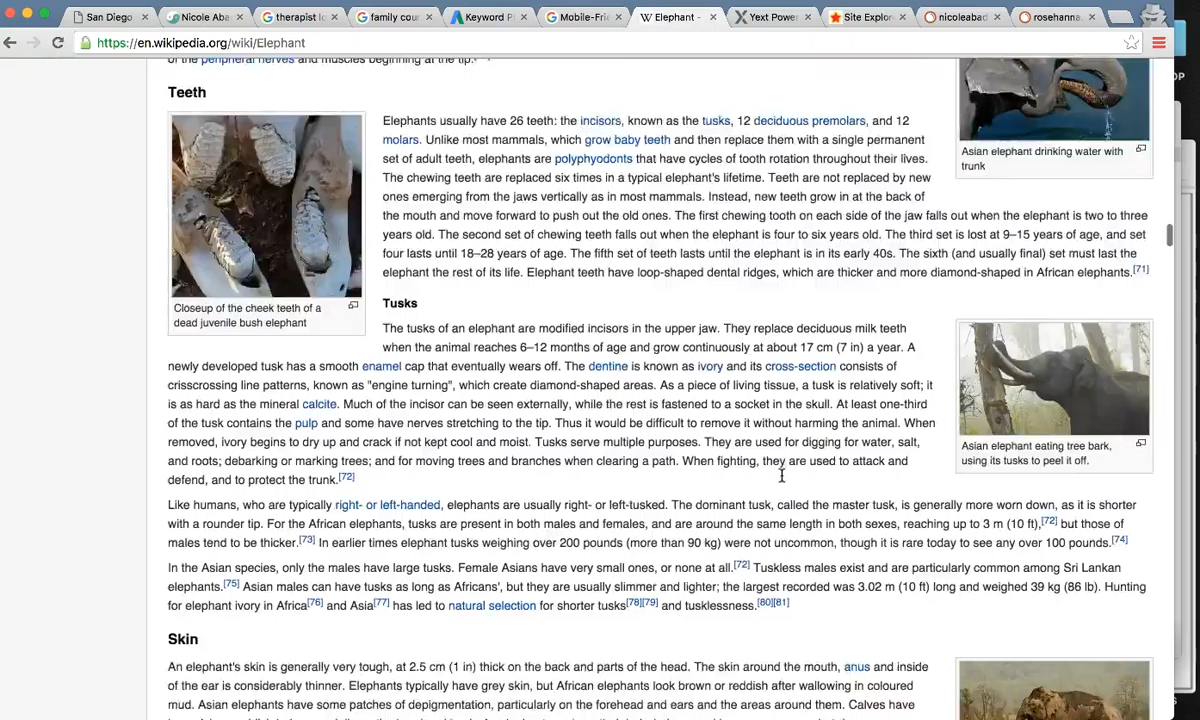 San Diego
Nicole Aba
therapist lo
family cour
Keyword P
Mobile-Frie
W Elephant -
Yext Power
Site Explor
nicoleabad
rosehanna.
https://en.wikipedia.org/wiki/Elephant
of the peripheral nerves and muscles beginning at the tip.
Teeth
Elephants usually have 26 teeth: the incisors, known as the tusks, 12 deciduous premolars, and 12
molars. Unlike most mammals, which grow baby teeth and then replace them with a single permanent
set of adult teeth, elephants are polyphyodonts that have cycles of tooth rotation throughout their lives.
The chewing teeth are replaced six times in a typical elephant's lifetime. Teeth are not replaced by new
ones emerging from the jaws vertically as in most mammals. Instead, new teeth grow in at the back of
the mouth and move forward to push out the old ones. The first chewing tooth on each side of the jaw falls out when the elephant is two to three
years old. The second set of chewing teeth falls out when the elephant is four to six years old. The third set is lost at 9–15 years of age, and set
four lasts until 18–28 years of age. The fifth set of teeth lasts until the elephant is in its early 40s. The sixth (and usually final) set must last the
elephant the rest of its life. Elephant teeth have loop-shaped dental ridges, which are thicker and more diamond-shaped in African elephants.[71]
Closeup of the cheek teeth of a
dead juvenile bush elephant
Asian elephant drinking water with
trunk
Tusks
The tusks of an elephant are modified incisors in the upper jaw. They replace deciduous milk teeth
when the animal reaches 6–12 months of age and grow continuously at about 17 cm (7 in) a year. A
newly developed tusk has a smooth enamel cap that eventually wears off. The dentine is known as ivory and its cross-section consists of
crisscrossing line patterns, known as "engine turning", which create diamond-shaped areas. As a piece of living tissue, a tusk is relatively soft; it
is as hard as the mineral calcite. Much of the incisor can be seen externally, while the rest is fastened to a socket in the skull. At least one-third
of the tusk contains the pulp and some have nerves stretching to the tip. Thus it would be difficult to remove it without harming the animal. When
removed, ivory begins to dry up and crack if not kept cool and moist. Tusks serve multiple purposes. They are used for digging for water, salt,
and roots; debarking or marking trees; and for moving trees and branches when clearing a path. When fighting, they are used to attack and
defend, and to protect the trunk.[72]
Asian elephant eating tree bark,
using its tusks to peel it off.
Like humans, who are typically right- or left-handed, elephants are usually right- or left-tusked. The dominant tusk, called the master tusk, is generally more worn down, as it is shorter
with a rounder tip. For the African elephants, tusks are present in both males and females, and are around the same length in both sexes, reaching up to 3 m (10 ft),[72] but those of
males tend to be thicker.[73] In earlier times elephant tusks weighing over 200 pounds (more than 90 kg) were not uncommon, though it is rare today to see any over 100 pounds.[74]
In the Asian species, only the males have large tusks. Female Asians have very small ones, or none at all.[72] Tuskless males exist and are particularly common among Sri Lankan
elephants.[75] Asian males can have tusks as long as Africans', but they are usually slimmer and lighter; the largest recorded was 3.02 m (10 ft) long and weighed 39 kg (86 lb). Hunting
for elephant ivory in Africa[76] and Asia[77] has led to natural selection for shorter tusks[78][79] and tusklessness.[80][81]
Skin
An elephant's skin is generally very tough, at 2.5 cm (1 in) thick on the back and parts of the head. The skin around the mouth, anus and inside
of the ear is considerably thinner. Elephants typically have grey skin, but African elephants look brown or reddish after wallowing in coloured
mud. Asian elephants have some patches of depigmentation, particularly on the forehead and ears and the areas around them. Calves have